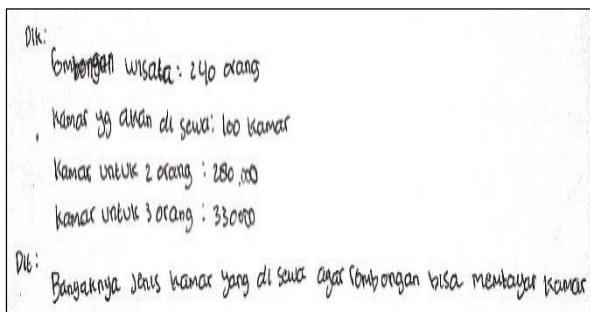 Dik:
Rombongan wisata : 240 orang
Kamar yg akan di sewa : 100 kamar
Kamar untuk 2 orang : 280.000
kamar untuk 3 orang : 330000
Dit:
Banyaknya jenis kamar yang di sewa agar rombongan bisa membayar kamar